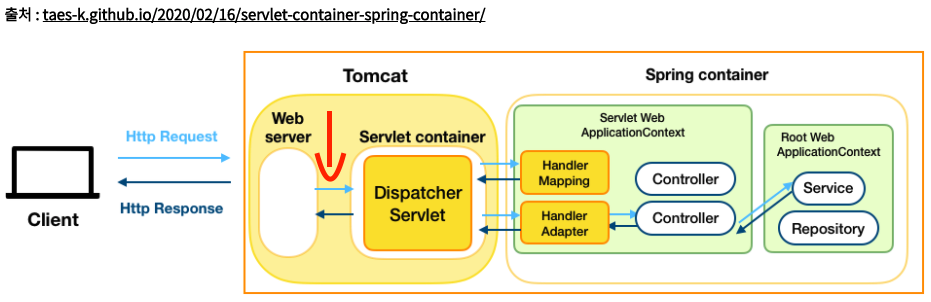 출처 : taes-k.github.io/2020/02/16/servlet-container-spring-container/
Tomcat
Spring container
Client
Http Request
Http Response
Web
server
Servlet container
Dispatcher
Servlet
Servlet Web
ApplicationContext
Handler
Mapping
Handler
Adapter
Controller
Controller
Root Web
ApplicationContext
Service
Repository